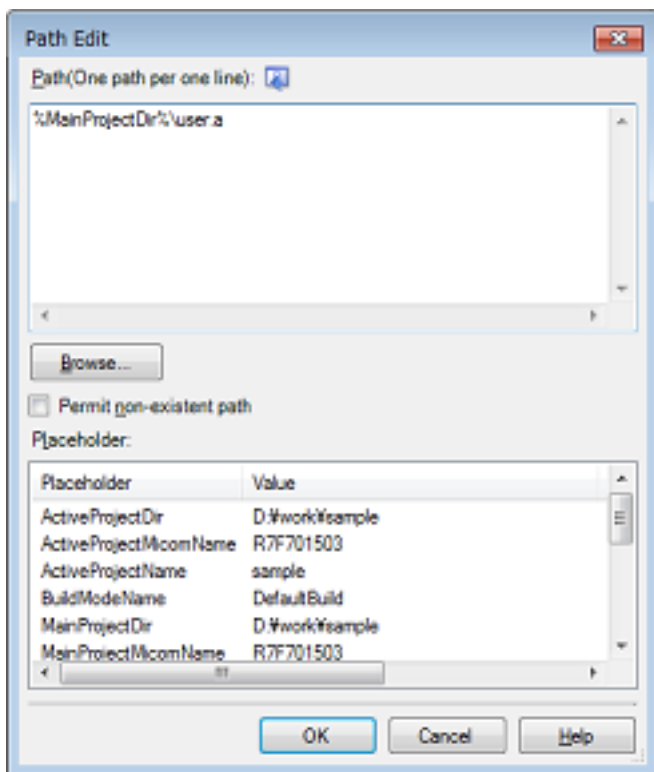 Path Edit
Path(One path per one line):
%MainProjectDir%\user.a
Browse...
Permit non-existent path
Placeholder:
Placeholder Value
ActiveProjectDir D:¥work¥sample
ActiveProjectMicomName R7F701503
ActiveProjectName sample
BuildModeName DefaultBuild
MainProjectDir D:¥work¥sample
MainProjectMicomName R7F701503
OK Cancel Help